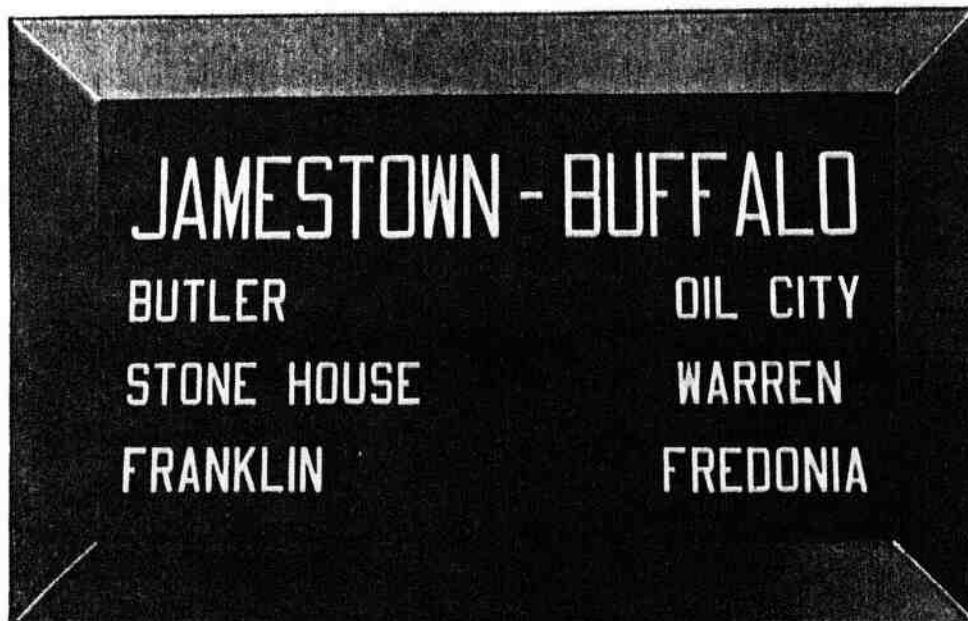 JAMESTOWN - BUFFALO
BUTLER OIL CITY
STONE HOUSE WARREN
FRANKLIN FREDONIA